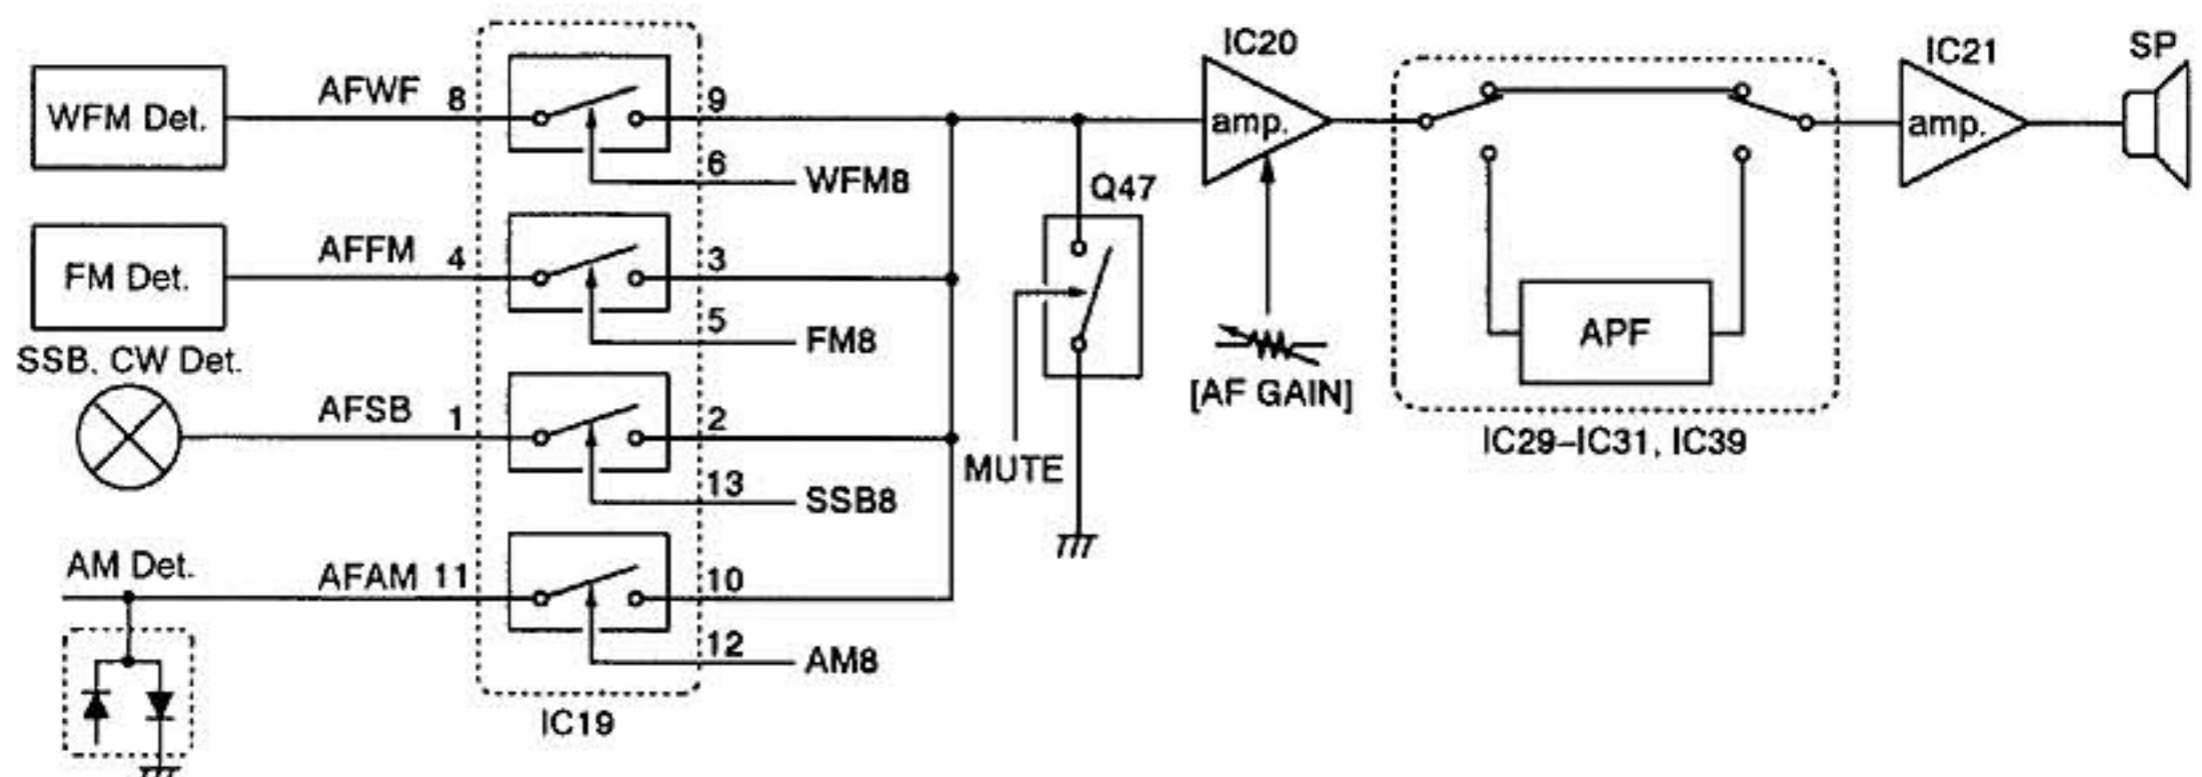 IC20
IC21
SP
WFM Det.
AFWF
8
9
amp.
amp.
6
WFM8
Q47
FM Det.
AFFM
4
3
5
FM8
APF
[AF GAIN]
SSB. CW Det.
AFSB
1
2
IC29–IC31, IC39
MUTE
13
SSB8
AM Det.
AFAM
11
10
12
AM8
IC19